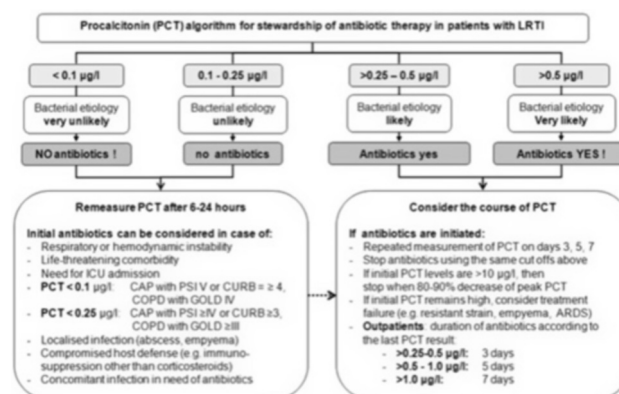 Procalcitonin (PCT) algorithm for stewardship of antibiotic therapy in patients with LRTI
< 0.1 µg/l
0.1 - 0.25 µg/l
>0.25 – 0.5 µg/l
>0.5 µg/l
Bacterial etiology
very unlikely
Bacterial etiology
unlikely
Bacterial etiology
likely
Bacterial etiology
Very likely
NO antibiotics !
no antibiotics
Antibiotics yes
Antibiotics YES !
Remeasure PCT after 6-24 hours
Initial antibiotics can be considered in case of:
- Respiratory or hemodynamic instability
- Life-threatening comorbidity
- Need for ICU admission
- PCT < 0.1 µg/l: CAP with PSI V or CURB = ≥ 4,
COPD with GOLD IV
- PCT < 0.25 µg/l: CAP with PSI ≥IV or CURB ≥3,
COPD with GOLD ≥III
- Localised infection (abscess, empyema)
- Compromised host defense (e.g. immuno-
suppression other than corticosteroids)
- Concomitant infection in need of antibiotics
Consider the course of PCT
If antibiotics are initiated:
- Repeated measurement of PCT on days 3, 5, 7
- Stop antibiotics using the same cut offs above
- If initial PCT levels are >10 µg/l, then
stop when 80-90% decrease of peak PCT
- If initial PCT remains high, consider treatment
failure (e.g. resistant strain, empyema, ARDS)
- Outpatients: duration of antibiotics according to
the last PCT result:
- >0.25-0.5 µg/l: 3 days
- >0.5 - 1.0 µg/l: 5 days
- >1.0 µg/l: 7 days